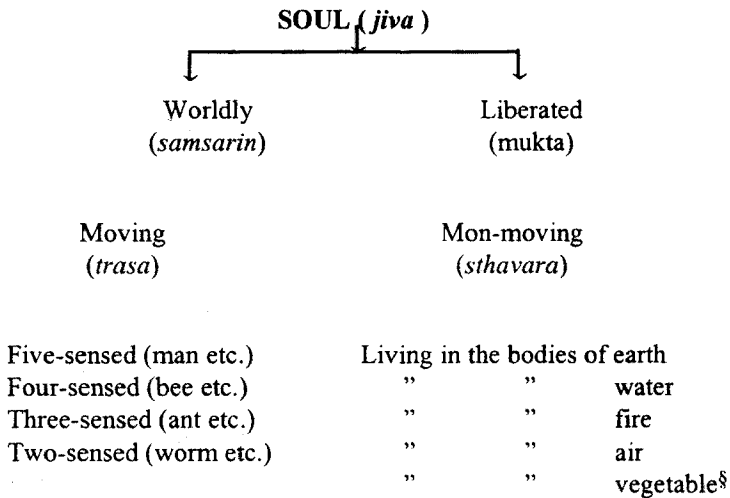 SOUL ( jiva )
Worldly Liberated
(samsarin) (mukta)
Moving Mon-moving
(trasa) (sthavara)
Five-sensed (man etc.) Living in the bodies of earth
Four-sensed (bee etc.) ” ” water
Three-sensed (ant etc.) ” ” fire
Two-sensed (worm etc.) ” ” air
” ” vegetable§